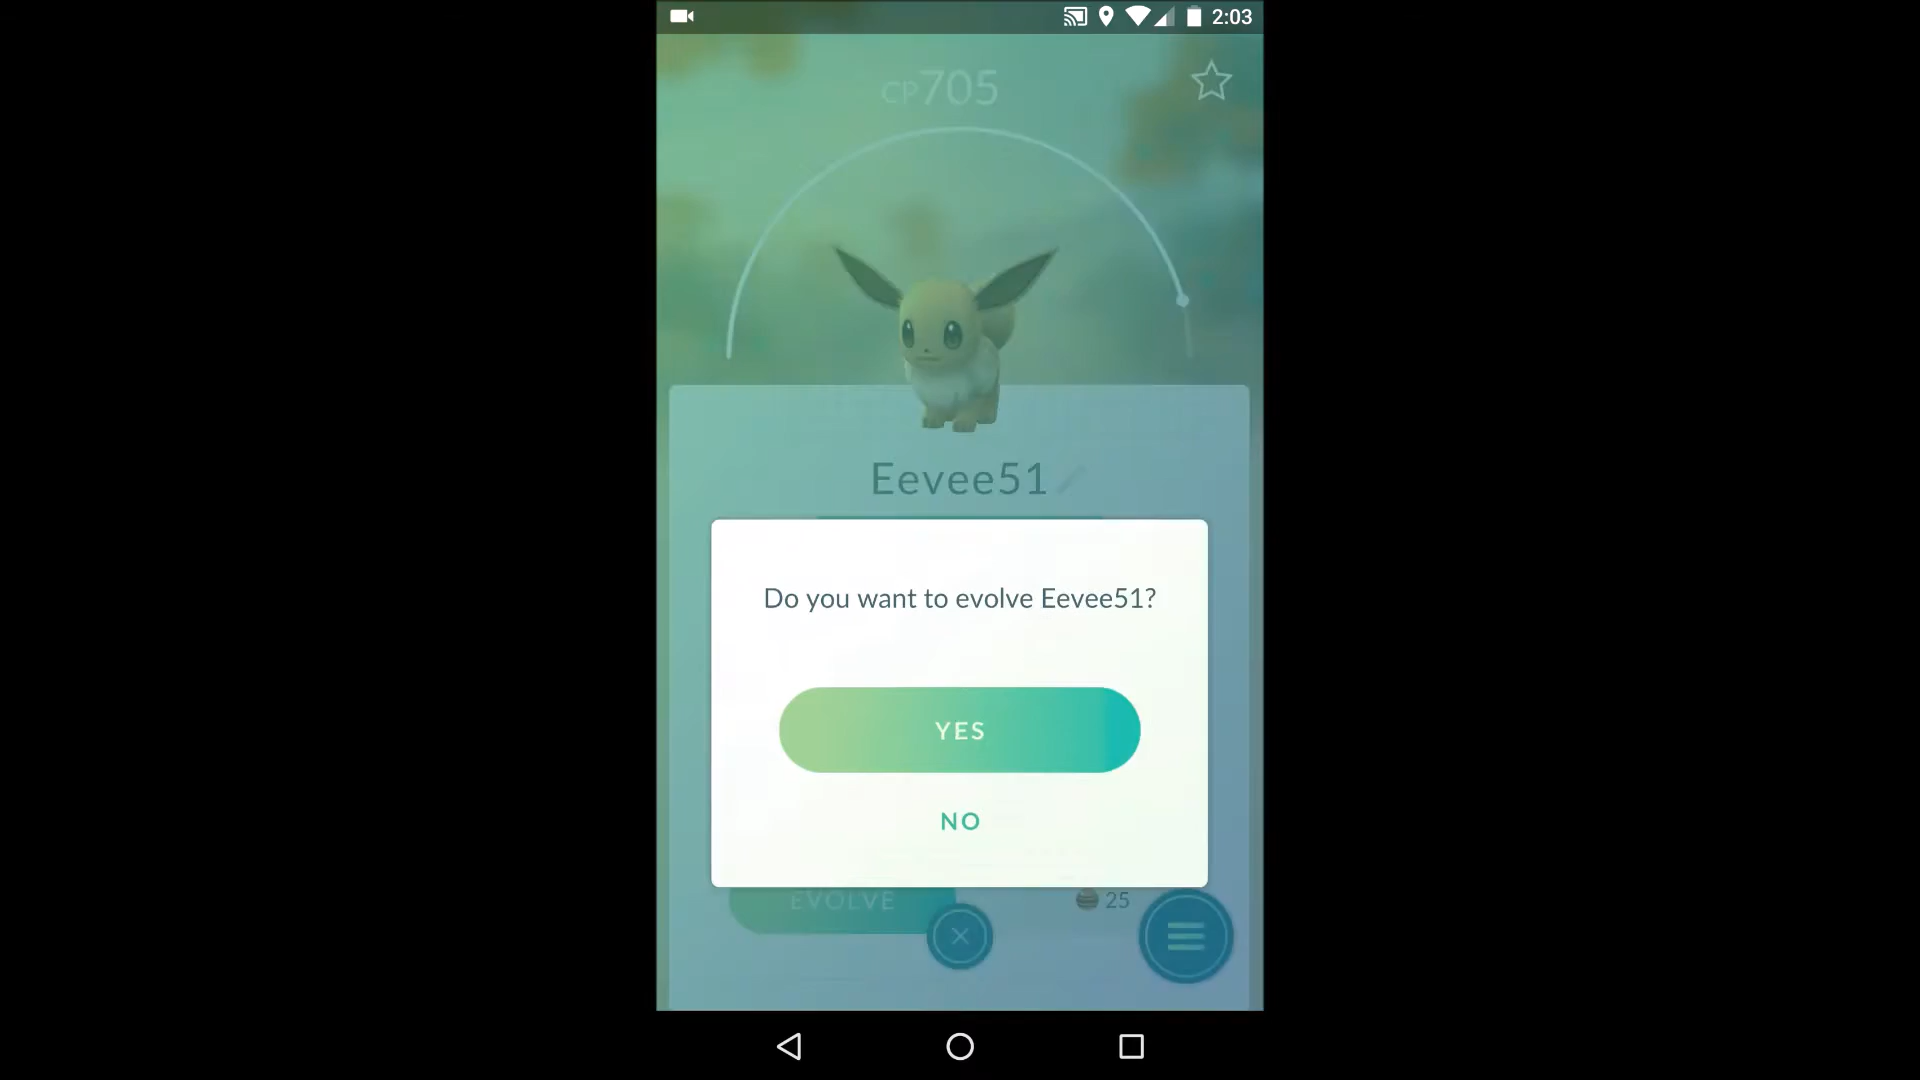 2:03
CP705
Eevee51
Do you want to evolve Eevee51?
YES
NO
EVOLVE
25